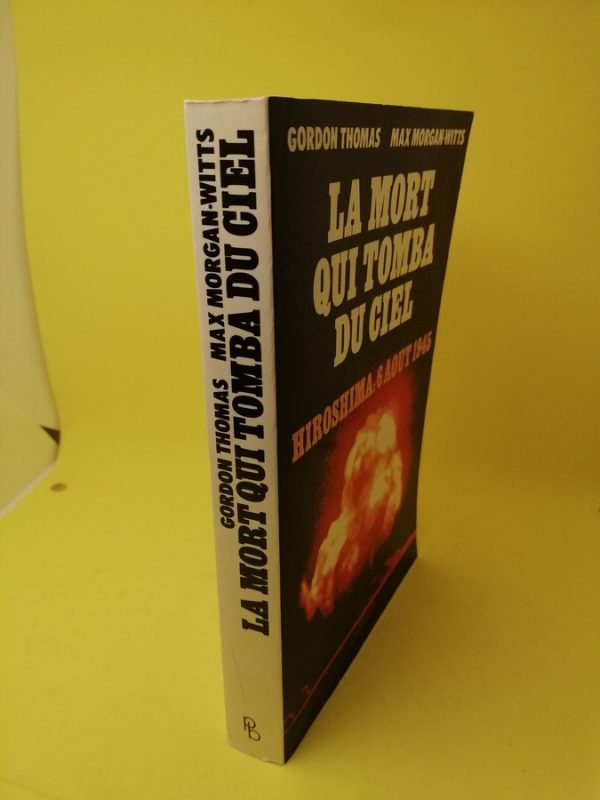 GORDON THOMAS MAX MORGAN-WITTS
LA MORT QUI TOMBA DU CIEL
GORDON THOMAS MAX MORGAN-WITTS
LA MORT
QUI TOMBA
DU CIEL
HIROSHIMA: 6 AOUT 1945